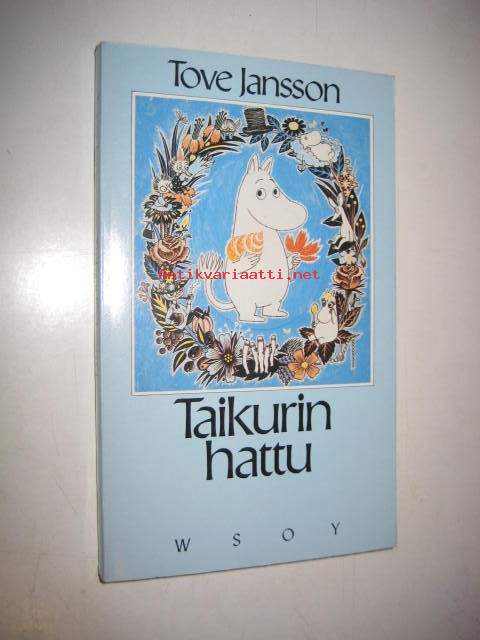 Tove Jansson
antikvariaatti.net
Taikurin
hattu
W S O Y